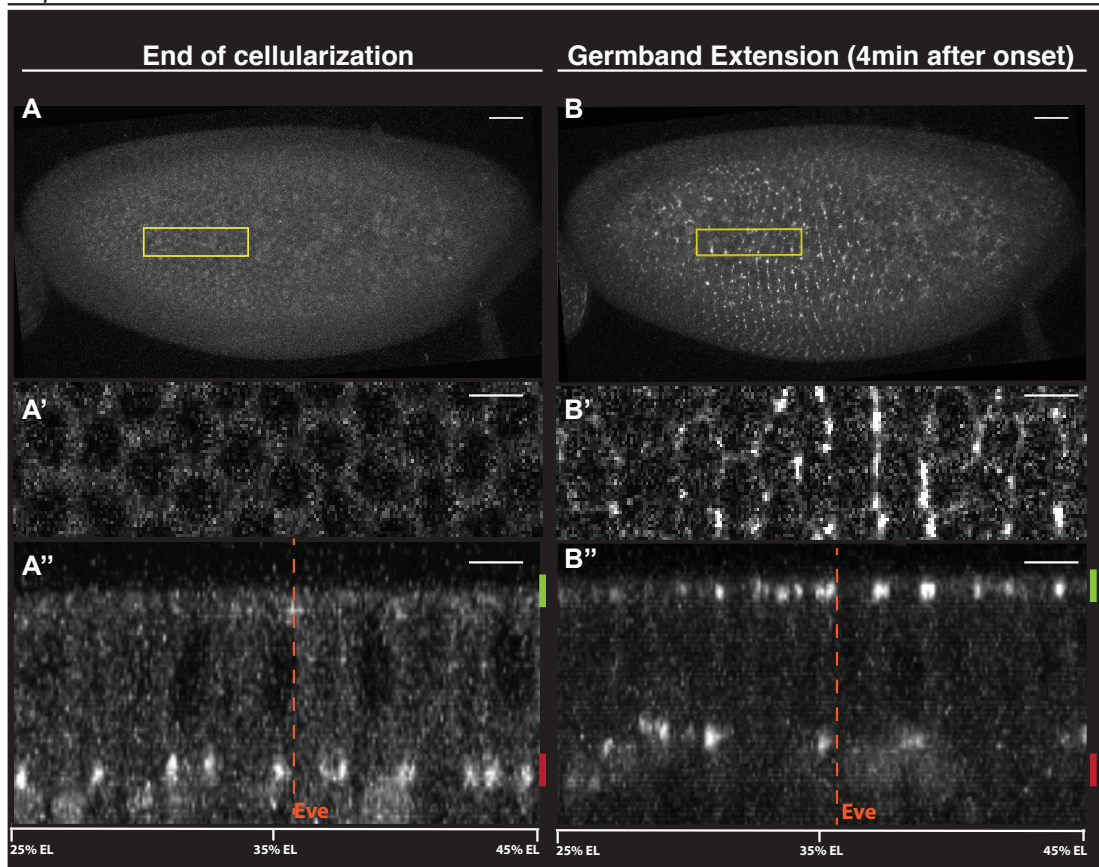 End of cellularization
Germband Extension (4min after onset)
A
B
A'
B'
A''
B''
Eve
Eve
25% EL
35% EL
45% EL
25% EL
35% EL
45% EL